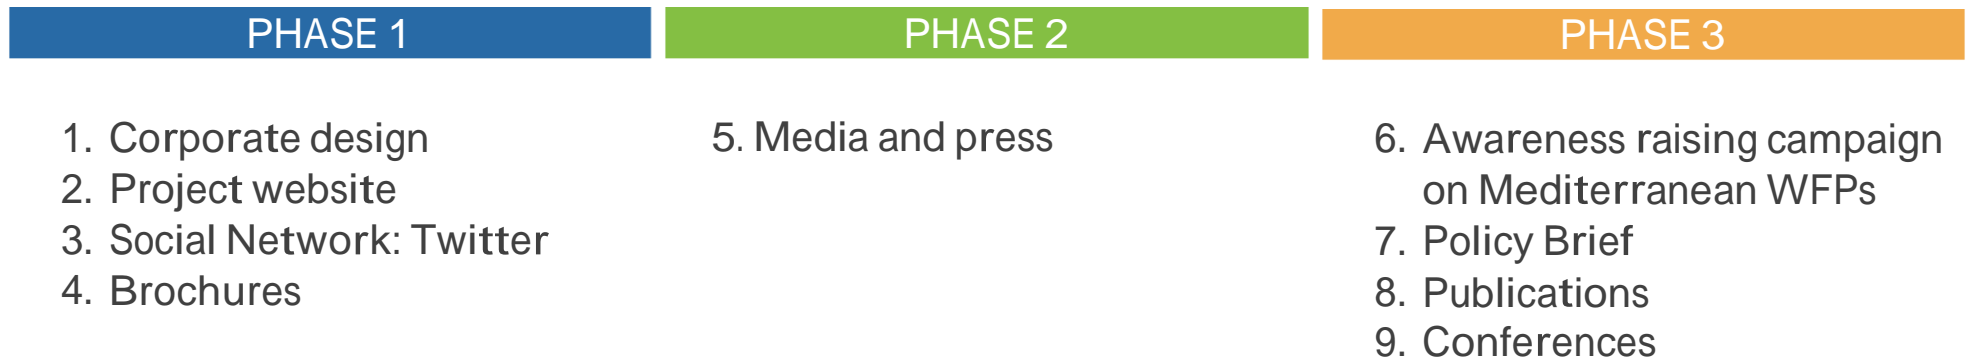 PHASE 1
1. Corporate design
2. Project website
3. Social Network: Twitter
4. Brochures
PHASE 2
5. Media and press
PHASE 3
6. Awareness raising campaign
on Mediterranean WFPs
7. Policy Brief
8. Publications
9. Conferences